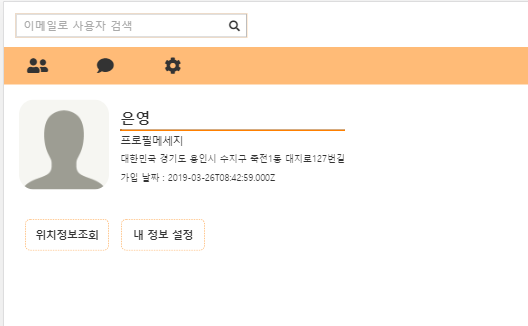 이메일로 사용자 검색
은영
프로필메세지
대한민국 경기도 용인시 수지구 죽전1동 대지로127번길
가입 날짜 : 2019-03-26T08:42:59.000Z
위치정보조회 내 정보 설정